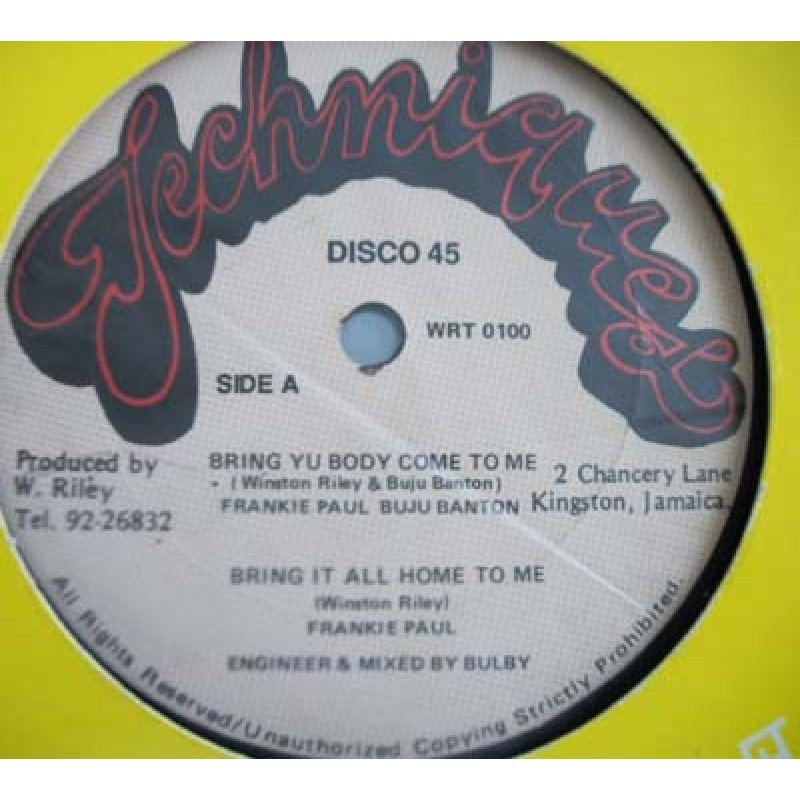 Techniques
DISCO 45
WRT 0100
SIDE A
Produced by
W. Riley
Tel. 92-26832
BRING YU BODY COME TO ME
(Winston Riley & Buju Banton)
FRANKIE PAUL BUJU BANTON
2 Chancery Lane
Kingston, Jamaica.
BRING IT ALL HOME TO ME
(Winston Riley)
FRANKIE PAUL
ENGINEER & MIXED BY BULBY
All Rights Reserved/Unauthorized Copying Strictly Prohibited.